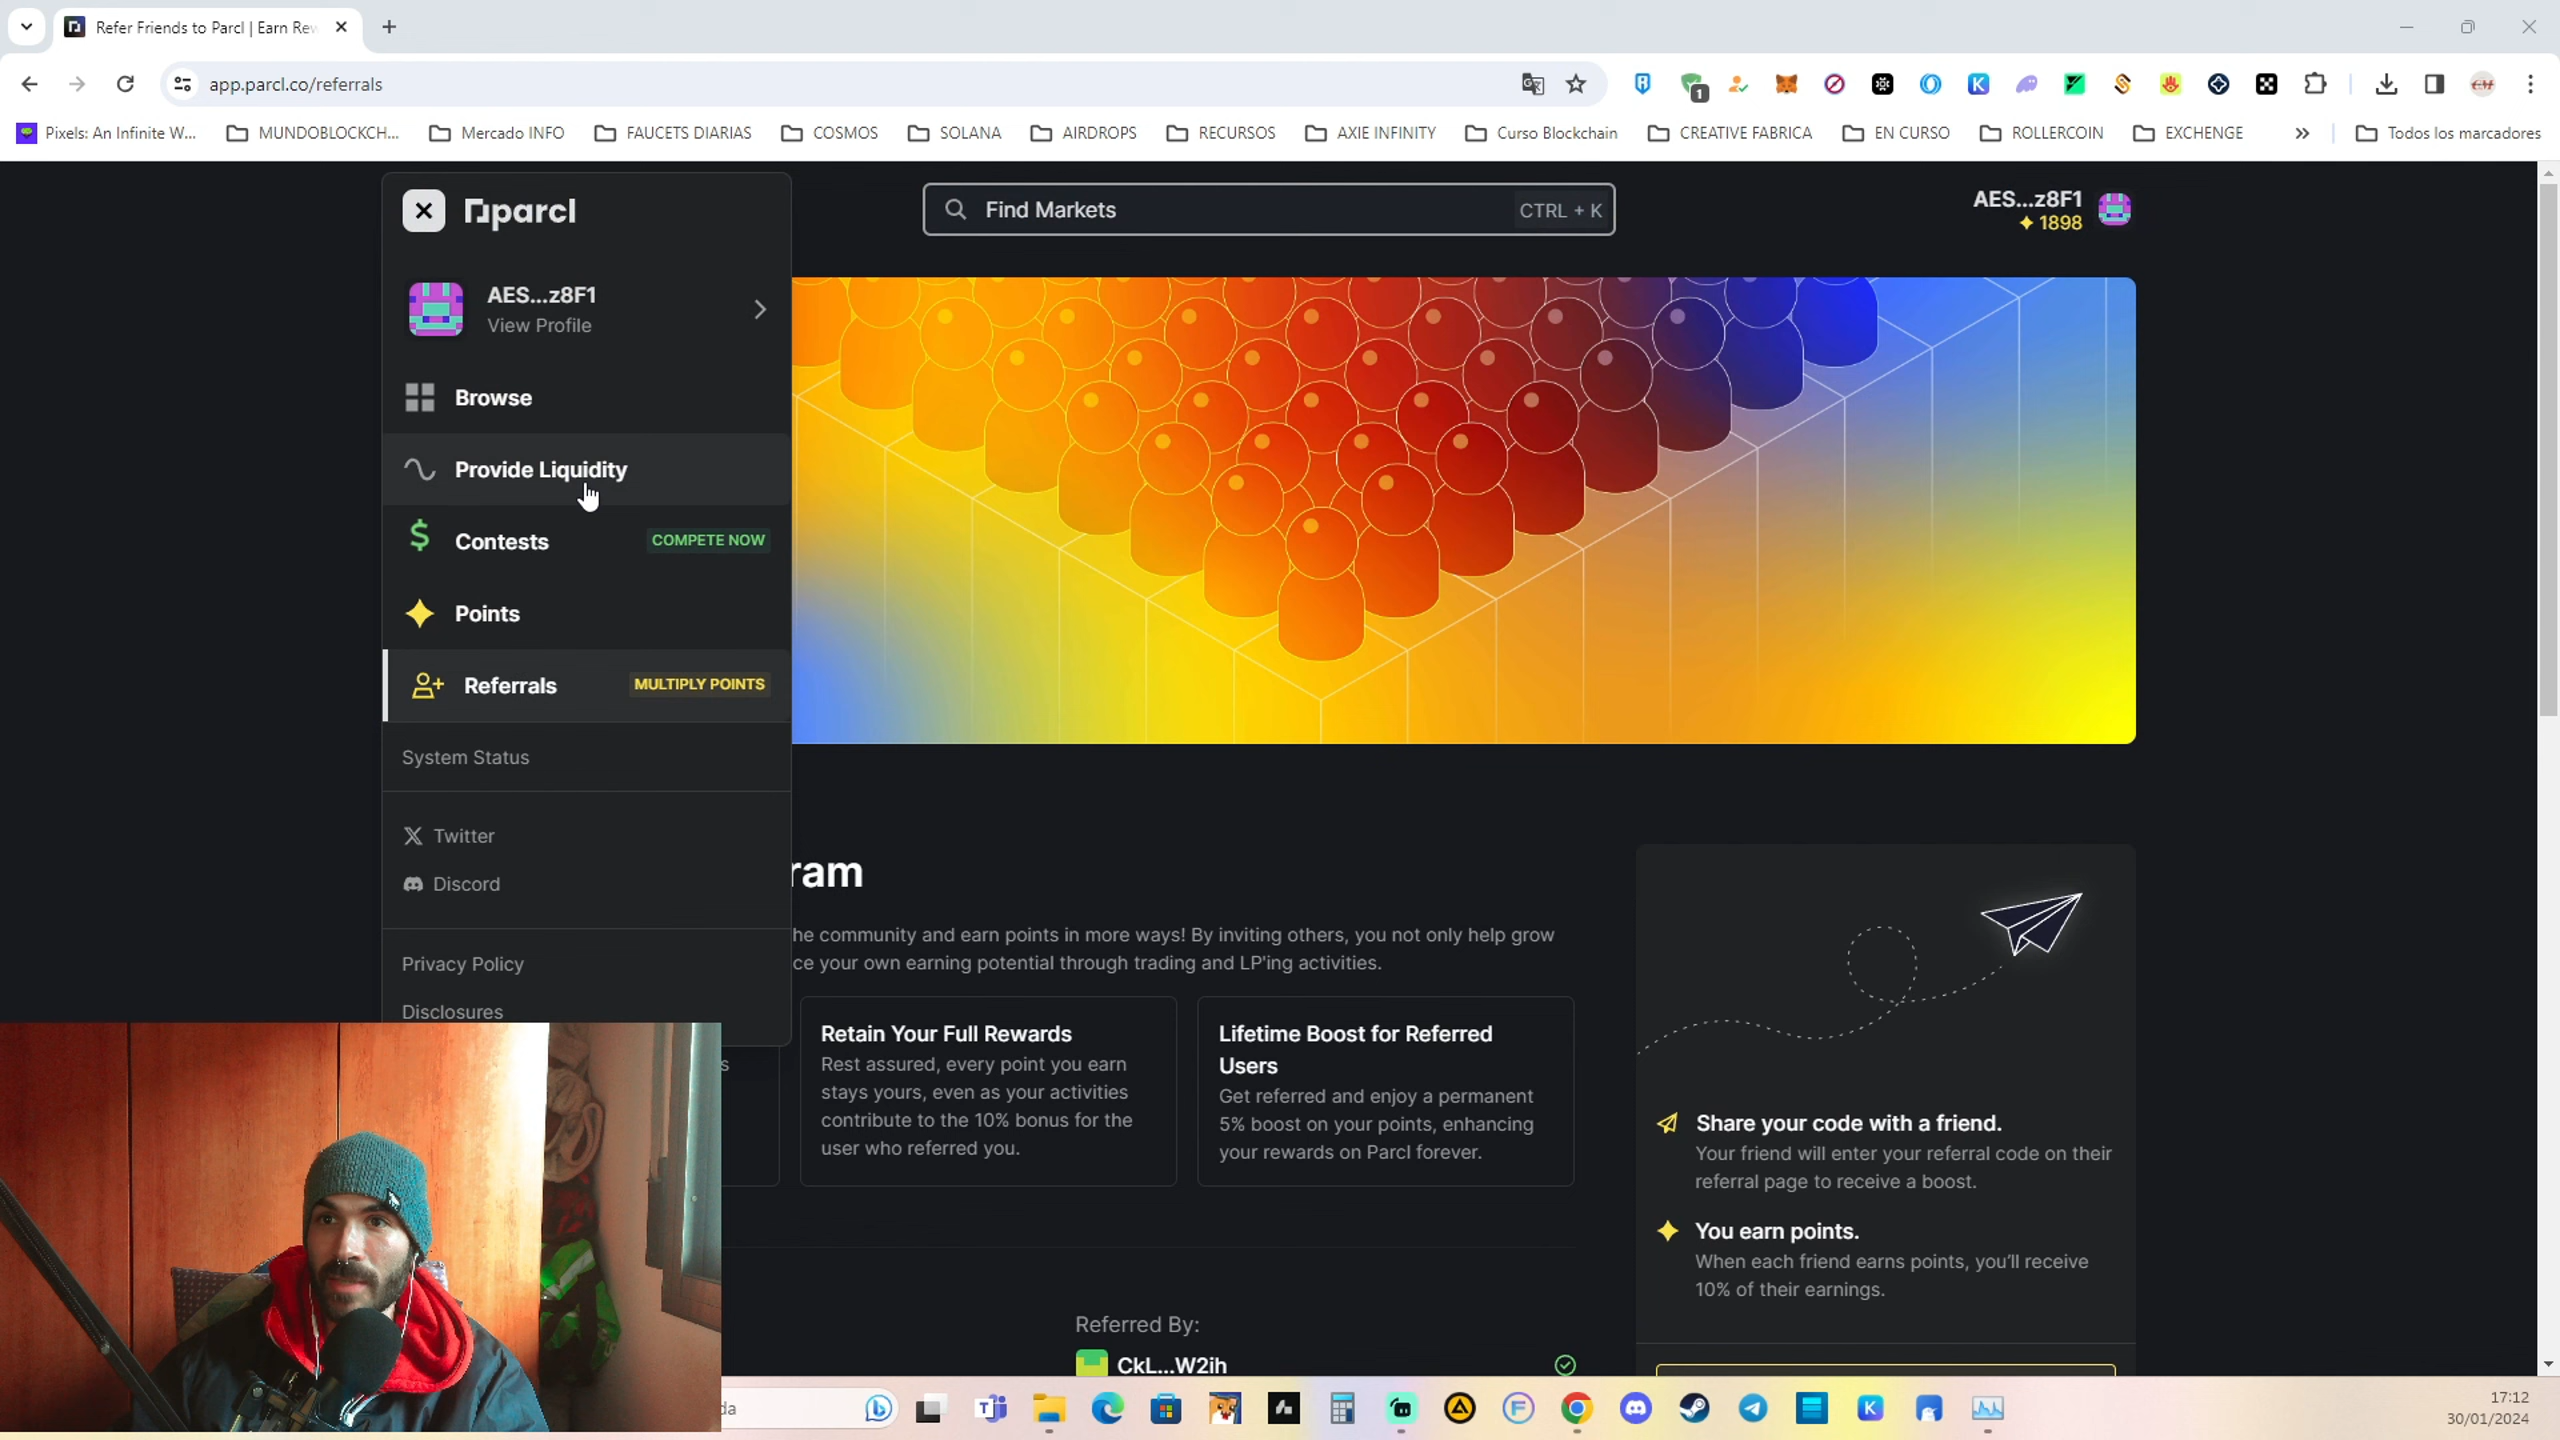 Refer Friends to Parcl | Earn Rew
app.parcl.co/referrals
1
Pixels: An Infinite W...
MUNDOBLOCKCH...
Mercado INFO
FAUCETS DIARIAS
COSMOS
SOLANA
AIRDROPS
RECURSOS
AXIE INFINITY
Curso Blockchain
CREATIVE FABRICA
EN CURSO
ROLLERCOIN
EXCHENGE
Todos los marcadores
parcl
Find Markets
CTRL + K
AES...z8F1
1898
AES...z8F1
View Profile
Browse
Provide Liquidity
Contests
COMPETE NOW
Points
Referrals
MULTIPLY POINTS
System Status
Twitter
Discord
Privacy Policy
Disclosures
ram
he community and earn points in more ways! By inviting others, you not only help grow
ce your own earning potential through trading and LP'ing activities.
s
Retain Your Full Rewards
Rest assured, every point you earn
stays yours, even as your activities
contribute to the 10% bonus for the
user who referred you.
Lifetime Boost for Referred
Users
Get referred and enjoy a permanent
5% boost on your points, enhancing
your rewards on Parcl forever.
Share your code with a friend.
Your friend will enter your referral code on their
referral page to receive a boost.
You earn points.
When each friend earns points, you'll receive
10% of their earnings.
Referred By:
CkL...W2ih
da
17:12
30/01/2024